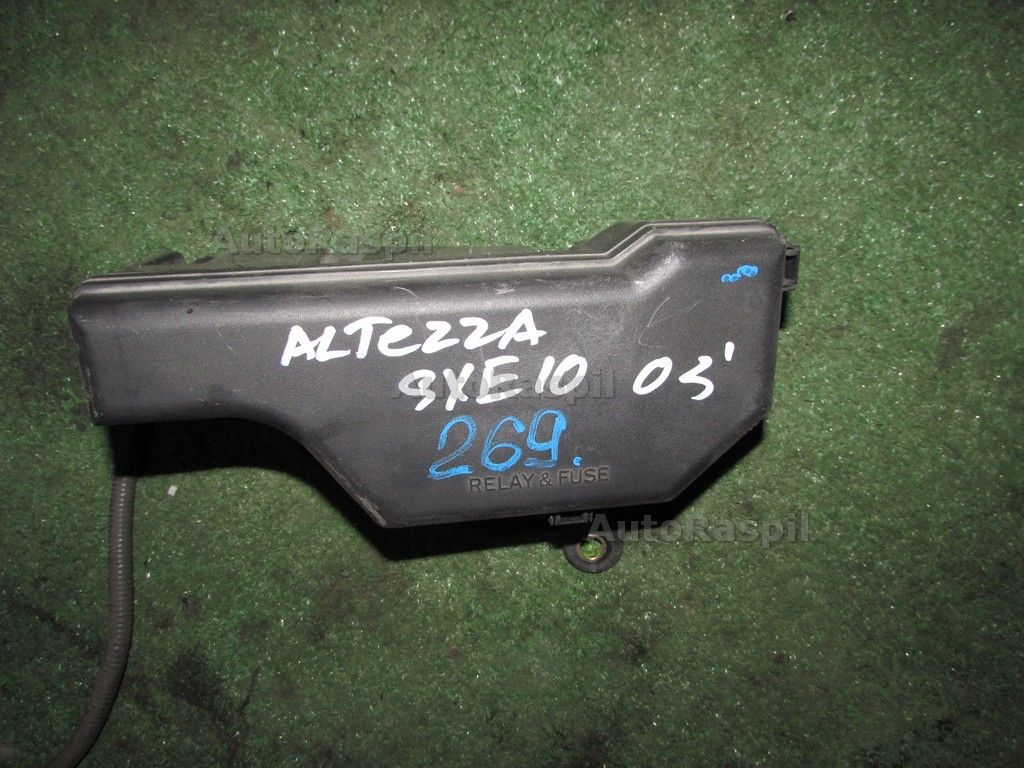 AutoRaspil
ALTEZZA
SXE10 03'
AutoRaspil
269.
RELAY & FUSE
AutoRaspil